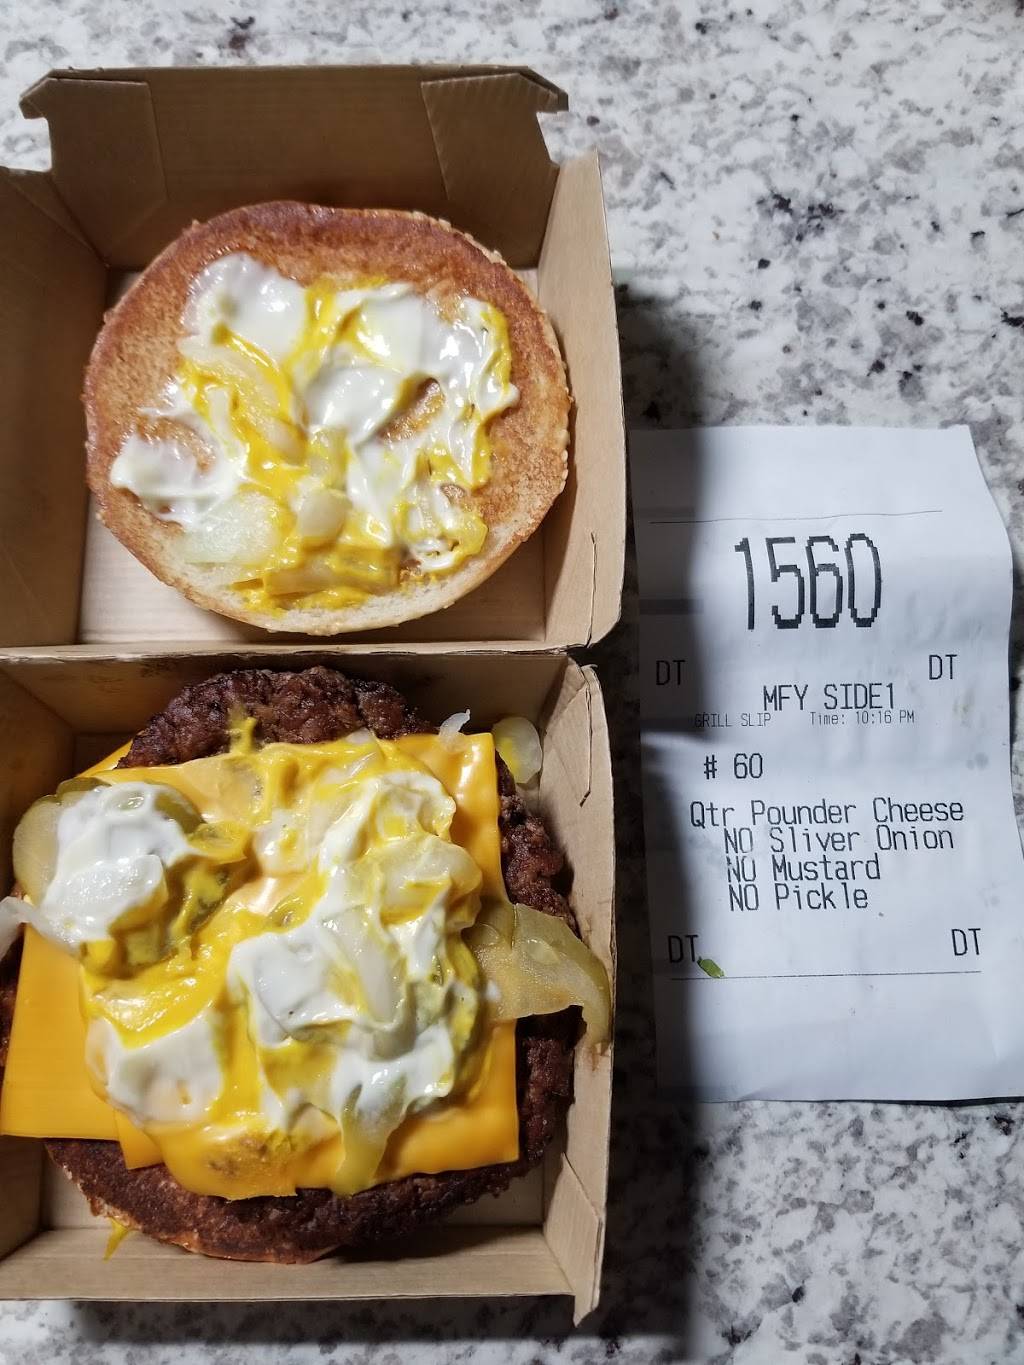 1560
DT DT
MFY SIDE1
GRILL SLIP Time: 10:16 PM
# 60
Qtr Pounder Cheese
NO Sliver Onion
NO Mustard
NO Pickle
DT DT